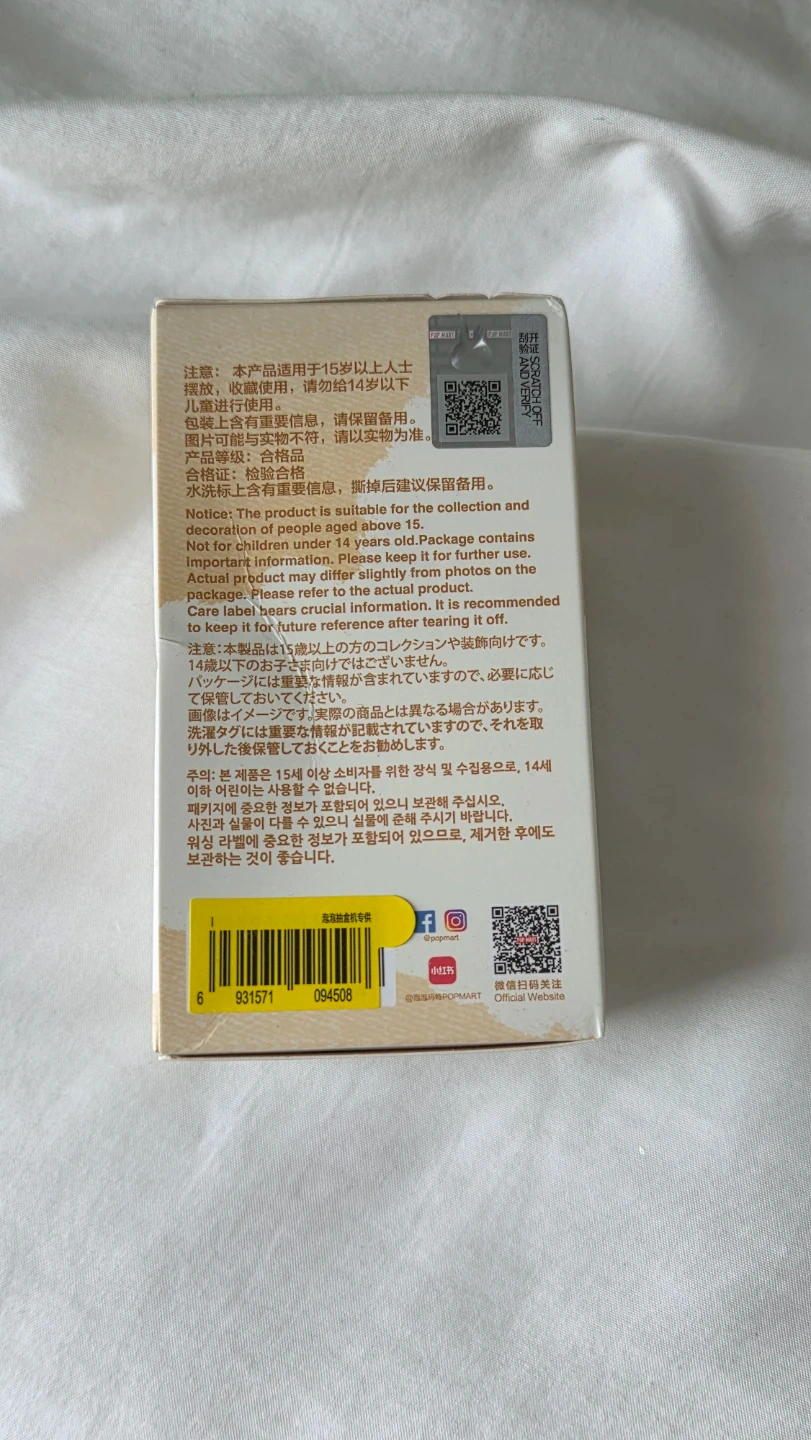 POP MART
POP MART
刮开
验证
SCRATCH OFF
AND VERIFY
注意： 本产品适用于15岁以上人士
摆放，收藏使用，请勿给14岁以下
儿童进行使用。
包装上含有重要信息，请保留备用。
图片可能与实物不符，请以实物为准。
产品等级：合格品
合格证：检验合格
水洗标上含有重要信息，撕掉后建议保留备用。
Notice: The product is suitable for the collection and
decoration of people aged above 15.
Not for children under 14 years old.Package contains
important information. Please keep it for further use.
Actual product may differ slightly from photos on the
package. Please refer to the actual product.
Care label bears crucial information. It is recommended
to keep it for future reference after tearing it off.
注意：本製品は15歳以上の方のコレクションや装飾向けです。
14歳以下のお子さま向けではございません。
パッケージには重要な情報が含まれていますので、必要に応じ
て保管しておいてください。
画像はイメージです。実際の商品とは異なる場合があります。
洗濯タグには重要な情報が記載されていますので、それを取
り外した後保管しておくことをお勧めします。
주의: 본 제품은 15세 이상 소비자를 위한 장식 및 수집용으로, 14세
이하 어린이는 사용할 수 없습니다.
패키지에 중요한 정보가 포함되어 있으니 보관해 주십시오.
사진과 실물이 다를 수 있으니 실물에 준해 주시기 바랍니다.
워싱 라벨에 중요한 정보가 포함되어 있으므로, 제거한 후에도
보관하는 것이 좋습니다.
泡泡抽盒机专供
6 931571 094508
@popmart
小红书
@泡泡玛特POPMART
POP MART
微信扫码关注
Official Website